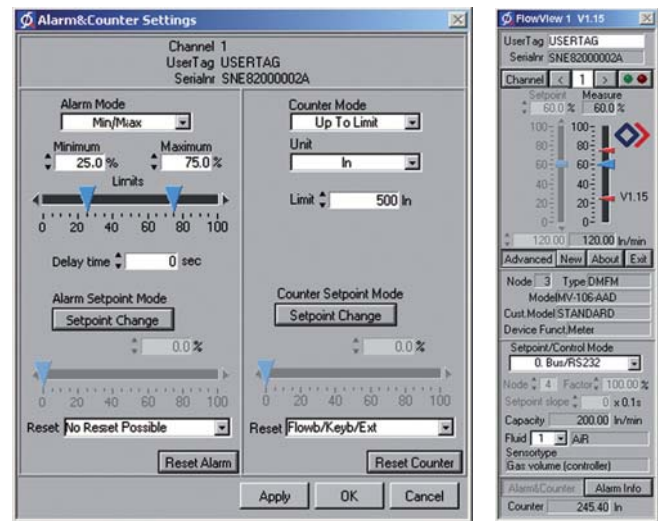 Alarm&Counter Settings
Channel 1
UserTag USERTAG
Serialnr SNE82000002A
Alarm Mode
Min/Miax
Minimum Maximum
25.0 % 75.0 %
Limits
0 20 40 60 80 100
Delay time 0 sec
Alarm Setpoint Mode
Setpoint Change
0.0 %
0 20 40 60 80 100
Reset No Resset Possible
Reset Alarm
Counter Mode
Up To Limit
Unit
ln
Limit 500 ln
Counter Setpoint Mode
Setpoint Change
0.0 %
0 20 40 60 80 100
Reset Flowb/Keyb/Ext
Reset Counter
Apply OK Cancel
FlowView 1 V1.15
UserTag USERTAG
Serialnr SNE82000002A
Channel < 1 >
Setpoint Measure
60.0 % 60.0 %
100 100
80 80
60 60
40 40
20 20
0 0
V1.15
120.00 120.00 ln/min
Advanced New About Exit
Node 3 Type DMFM
Model MV-106-AAD
Cust.Model STANDARD
Device Funct. Meter
Setpoint/Control Mode
0. Bus/RS232
Node 4 Factor 100.00 %
Setpoint slope 0 x 0.1s
Capacity 200.00 ln/min
Fluid 1 AiR
Sensortype
Gas volume (controller)
Alarm&Counter Alarm Info
Counter 245.40 ln